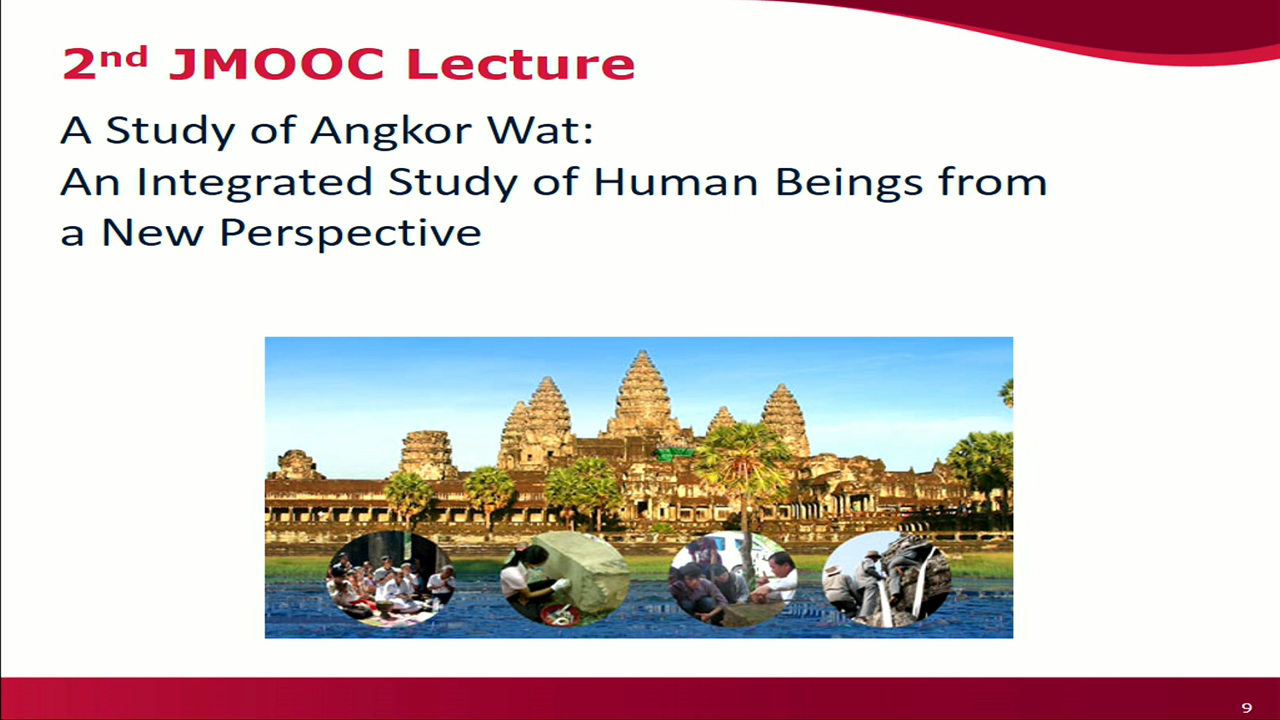 2nd JMOOC Lecture
A Study of Angkor Wat:
An Integrated Study of Human Beings from
a New Perspective
9